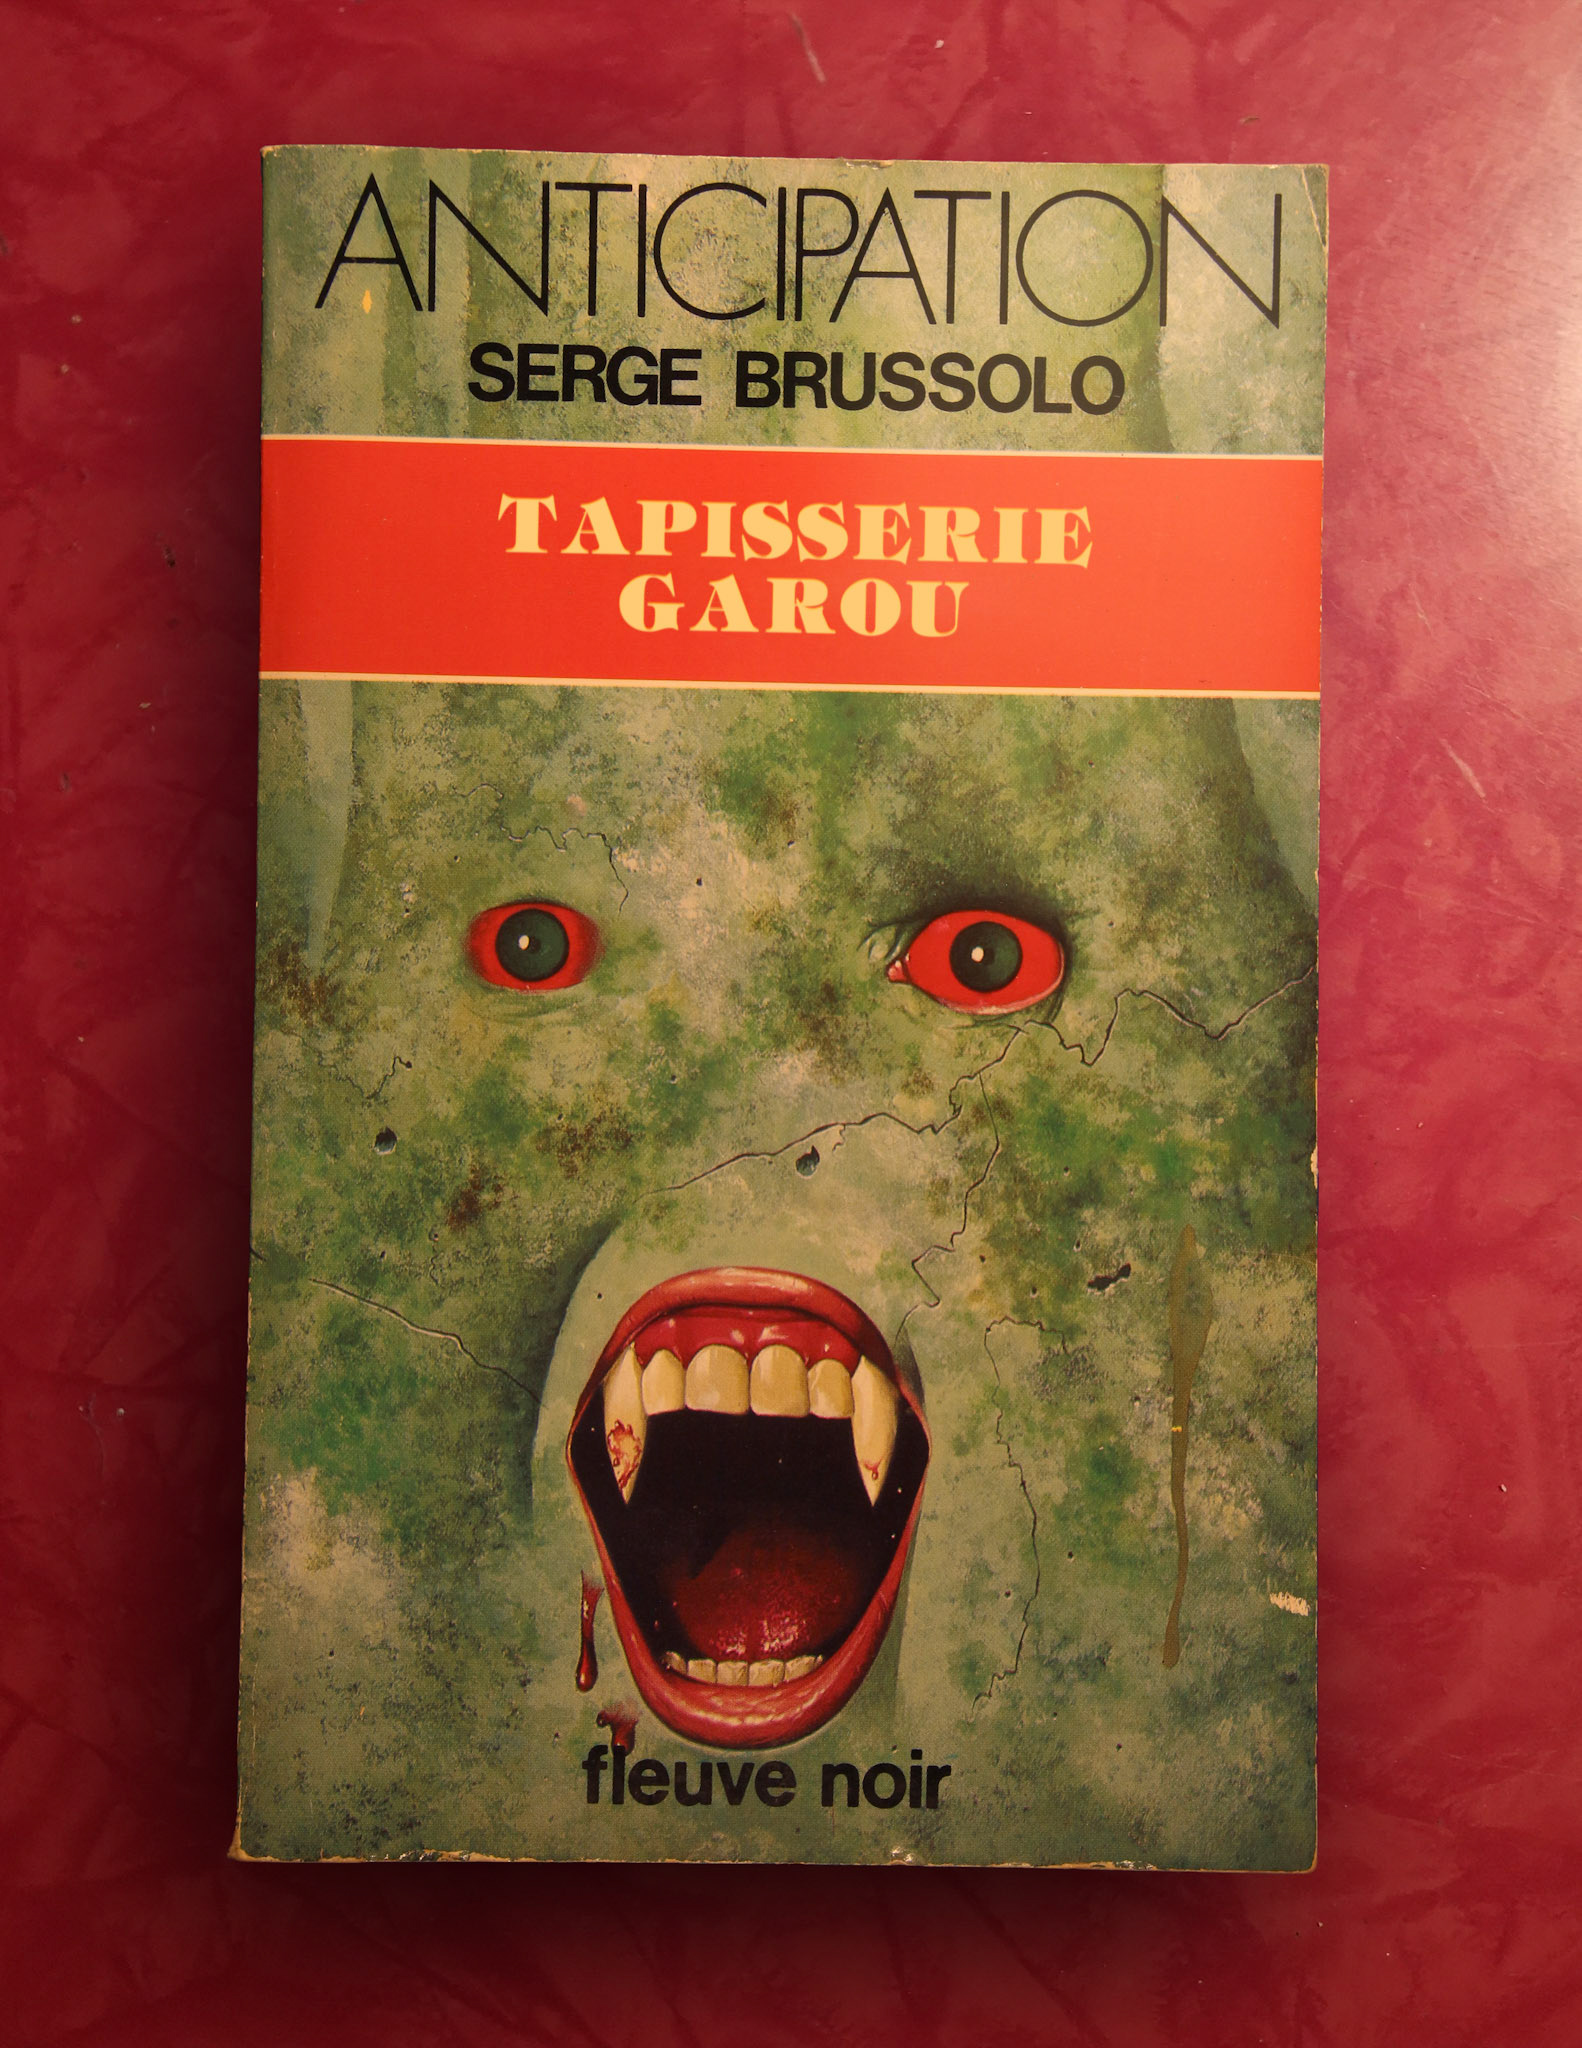 ANTICIPATION
SERGE BRUSSOLO
TAPISSERIE
GAROU
fleuve noir